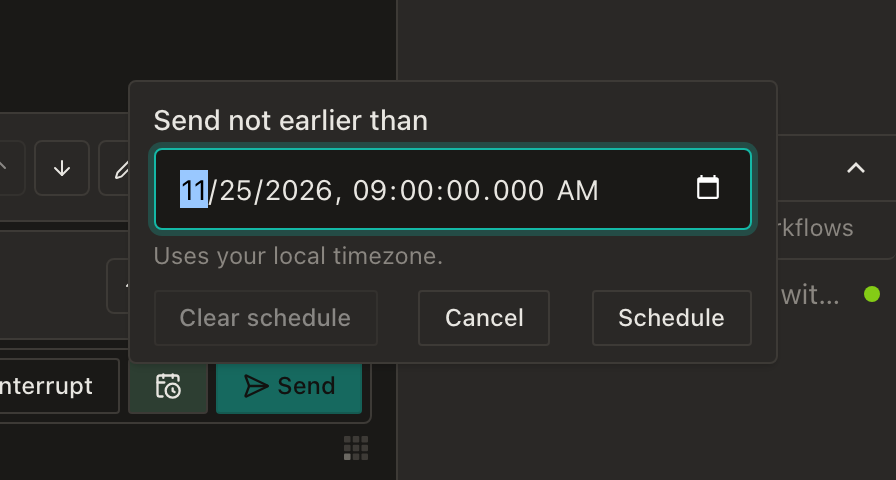 Send not earlier than
11/25/2026, 09:00:00.000 AM
rkflows
Uses your local timezone.
wit...
Clear schedule
Cancel
Schedule
nterrupt
Send